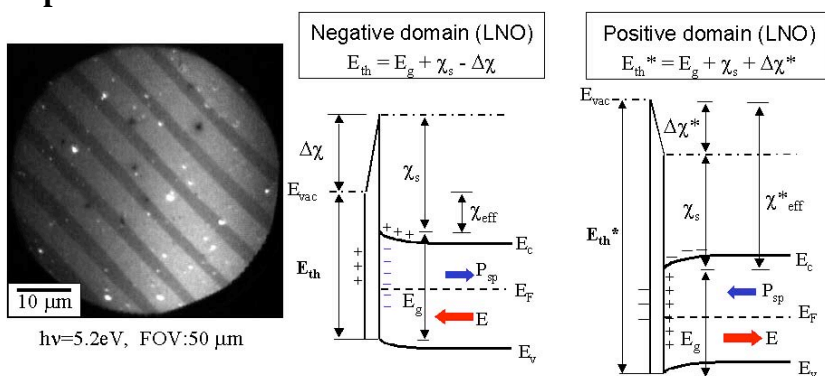 10 μm
hν=5.2eV, FOV:50 μm
Negative domain (LNO)
E_th = E_g + χ_s - Δχ
Δχ
χ_s
E_vac
χ_eff
+ + +
E_c
E_th
+
+
+
P_sp
E_g
E_F
E
E_v
Positive domain (LNO)
E_th* = E_g + χ_s + Δχ*
E_vac
Δχ*
χ_s
χ*_eff
E_th*
E_c
P_sp
E_g
E_F
E
E_v